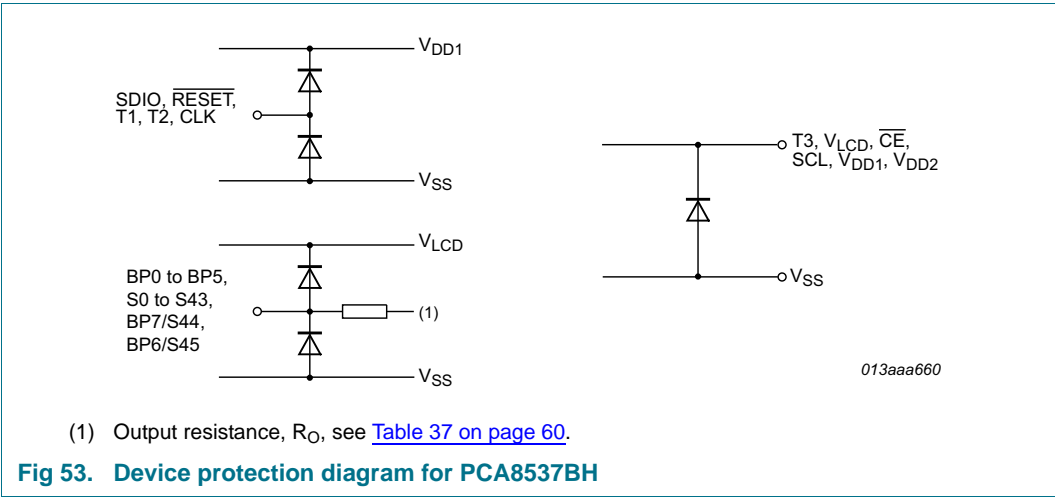 VDD1
SDIO, RESET,
T1, T2, CLK
VSS
VLCD
BP0 to BP5,
S0 to S43,
BP7/S44,
BP6/S45
(1)
VSS
T3, VLCD, CE,
SCL, VDD1, VDD2
VSS
013aaa660
(1) Output resistance, RO, see Table 37 on page 60.
Fig 53. Device protection diagram for PCA8537BH